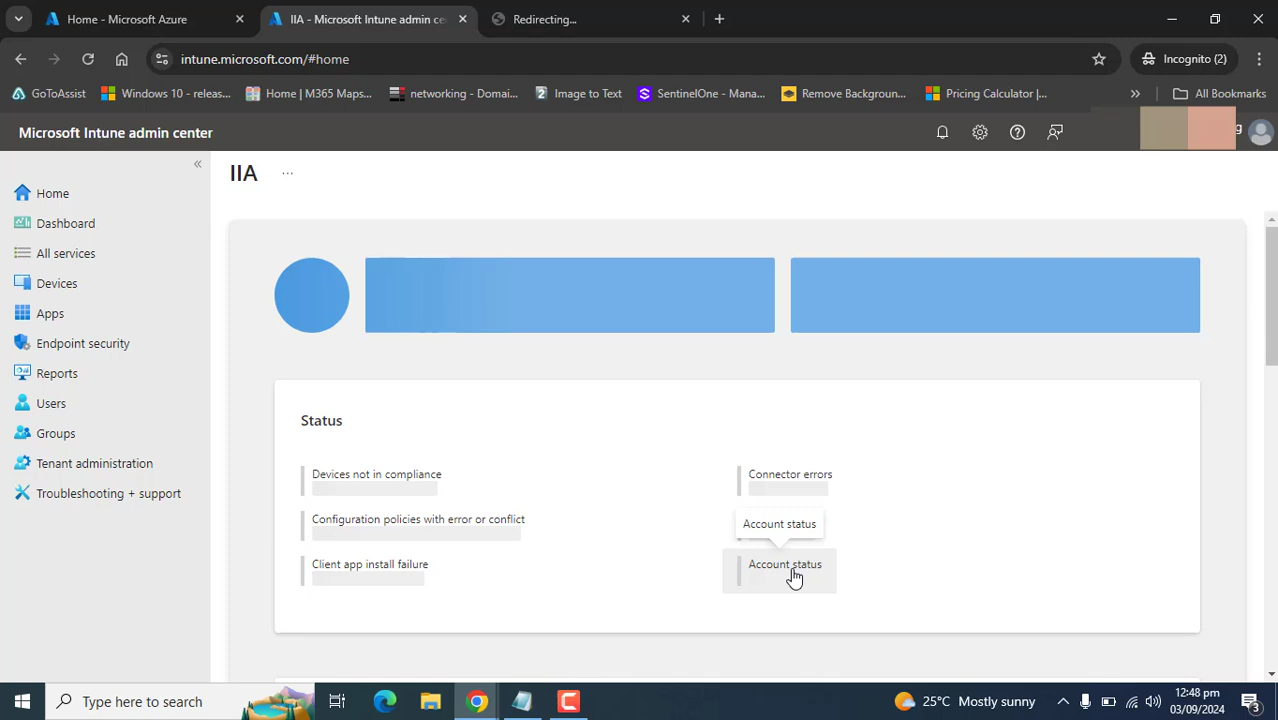 Home - Microsoft Azure
IIA - Microsoft Intune admin ce
Redirecting...
intune.microsoft.com/#home
Incognito (2)
GoToAssist
Windows 10 - releas...
Home | M365 Maps...
networking - Domai...
Image to Text
SentinelOne - Mana...
Remove Backgroun...
Pricing Calculator |...
All Bookmarks
Microsoft Intune admin center
g
IIA
Home
Dashboard
All services
Devices
Apps
Endpoint security
Reports
Users
Groups
Tenant administration
Troubleshooting + support
Status
Devices not in compliance
Configuration policies with error or conflict
Client app install failure
Connector errors
Account status
Account status
Type here to search
25°C Mostly sunny
12:48 pm
03/09/2024
3